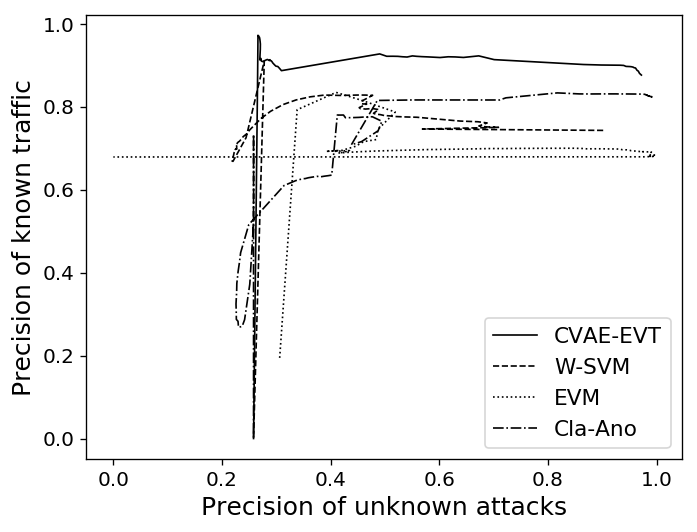 1.0
0.8
0.6
0.4
0.2
0.0
Precision of known traffic
0.0 0.2 0.4 0.6 0.8 1.0
Precision of unknown attacks
CVAE-EVT
W-SVM
EVM
Cla-Ano